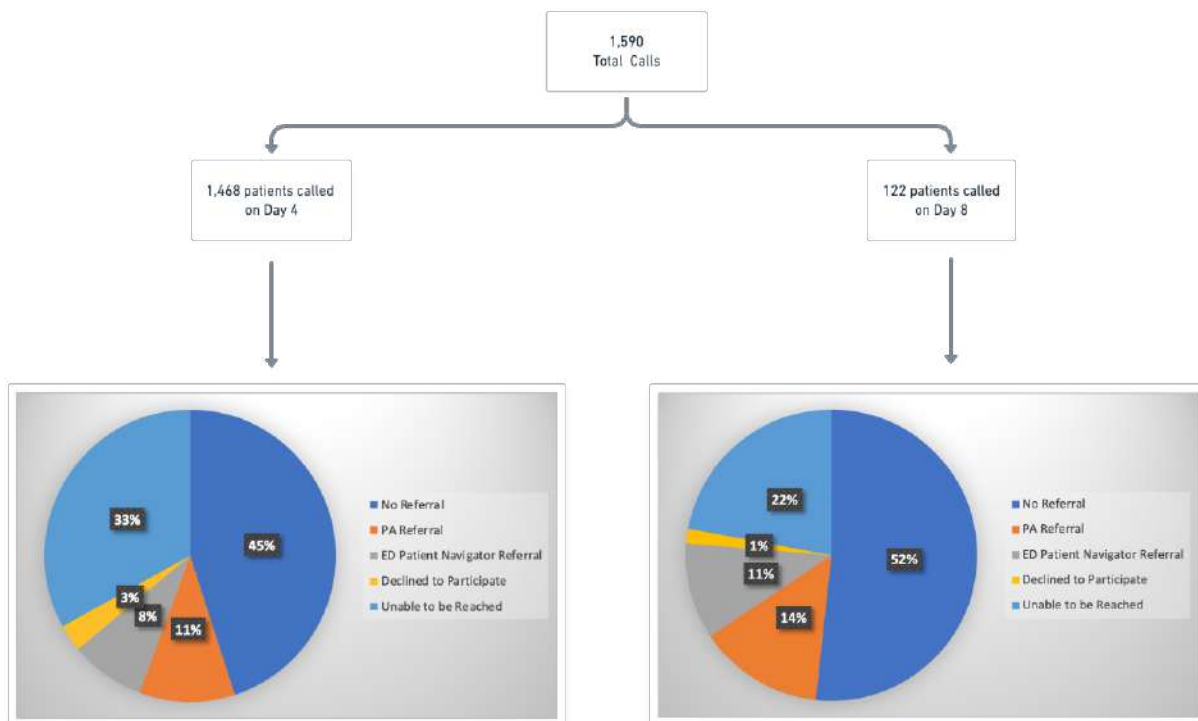 1,590
Total Calls
1,468 patients called
on Day 4
122 patients called
on Day 8
33%
45%
3%
8%
11%
No Referral
PA Referral
ED Patient Navigator Referral
Declined to Participate
Unable to be Reached
22%
1%
52%
11%
14%
No Referral
PA Referral
ED Patient Navigator Referral
Declined to Participate
Unable to be Reached